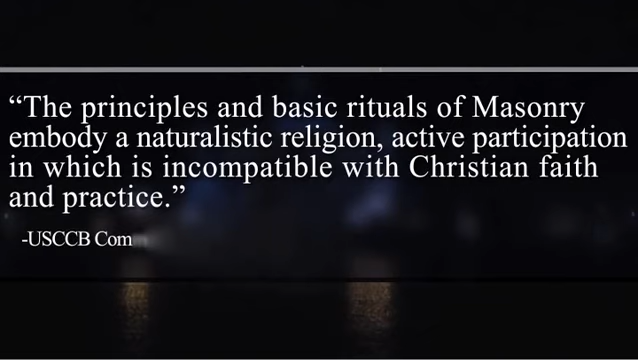 “The principles and basic rituals of Masonry
embody a naturalistic religion, active participation
in which is incompatible with Christian faith
and practice.”
-USCCB Com